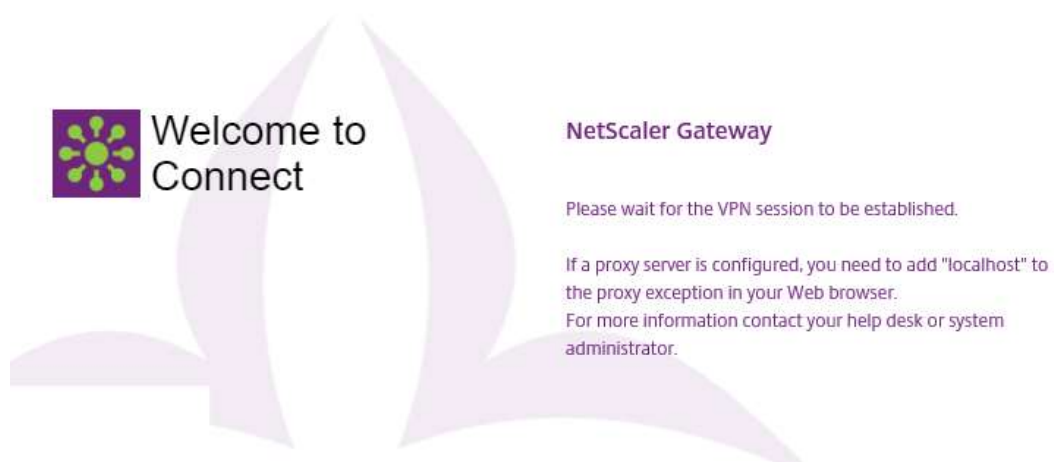 Welcome to
Connect
NetScaler Gateway
Please wait for the VPN session to be established.
If a proxy server is configured, you need to add "localhost" to
the proxy exception in your Web browser.
For more information contact your help desk or system
administrator.